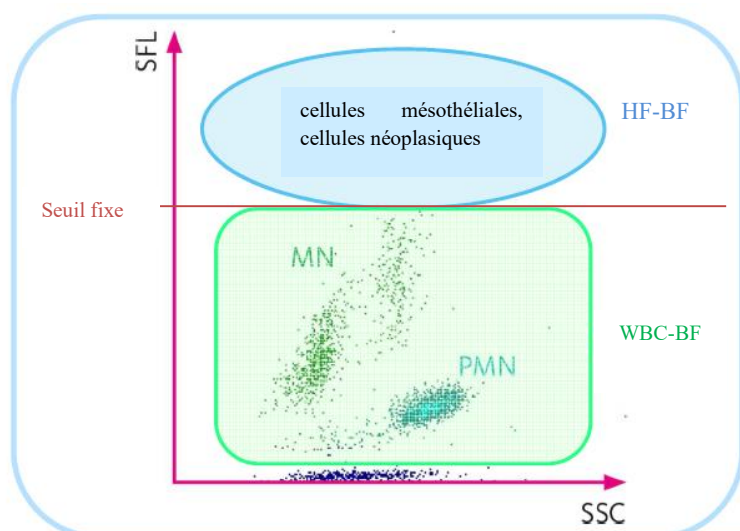 SFL
cellules mésothéliales,
cellules néoplasiques
HF-BF
Seuil fixe
MN
WBC-BF
PMN
SSC